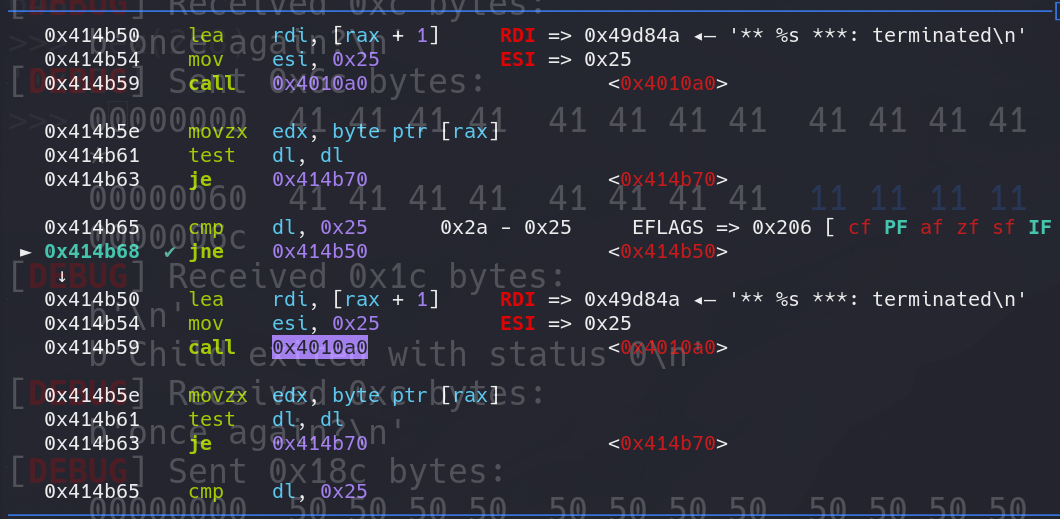 [DEBUG] Received 0xc bytes:
0x414b50 lea rdi, [rax + 1] RDI => 0x49d84a ◂— '** %s ***: terminated\n'
b'once again?\n'
0x414b54 mov esi, 0x25 ESI => 0x25
[DEBUG] Sent 0x6c bytes:
0x414b59 call 0x4010a0 <0x4010a0>
00000000 41 41 41 41 41 41 41 41 41 41 41 41
0x414b5e movzx edx, byte ptr [rax]
0x414b61 test dl, dl
0x414b63 je 0x414b70 <0x414b70>
00000060 41 41 41 41 41 41 41 41 11 11 11 11
0x414b65 cmp dl, 0x25 0x2a - 0x25 EFLAGS => 0x206 [ cf PF af zf sf IF
0000006c
► 0x414b68 ✔ jne 0x414b50 <0x414b50>
↓
[DEBUG] Received 0x1c bytes:
0x414b50 lea rdi, [rax + 1] RDI => 0x49d84a ◂— '** %s ***: terminated\n'
b'\n'
0x414b54 mov esi, 0x25 ESI => 0x25
0x414b59 call 0x4010a0 <0x4010a0>
b'Child exited with status 0\n'
[DEBUG] Received 0xc bytes:
0x414b5e movzx edx, byte ptr [rax]
0x414b61 test dl, dl
b'once again?\n'
0x414b63 je 0x414b70 <0x414b70>
[DEBUG] Sent 0x18c bytes:
0x414b65 cmp dl, 0x25
00000000 50 50 50 50 50 50 50 50 50 50 50 50